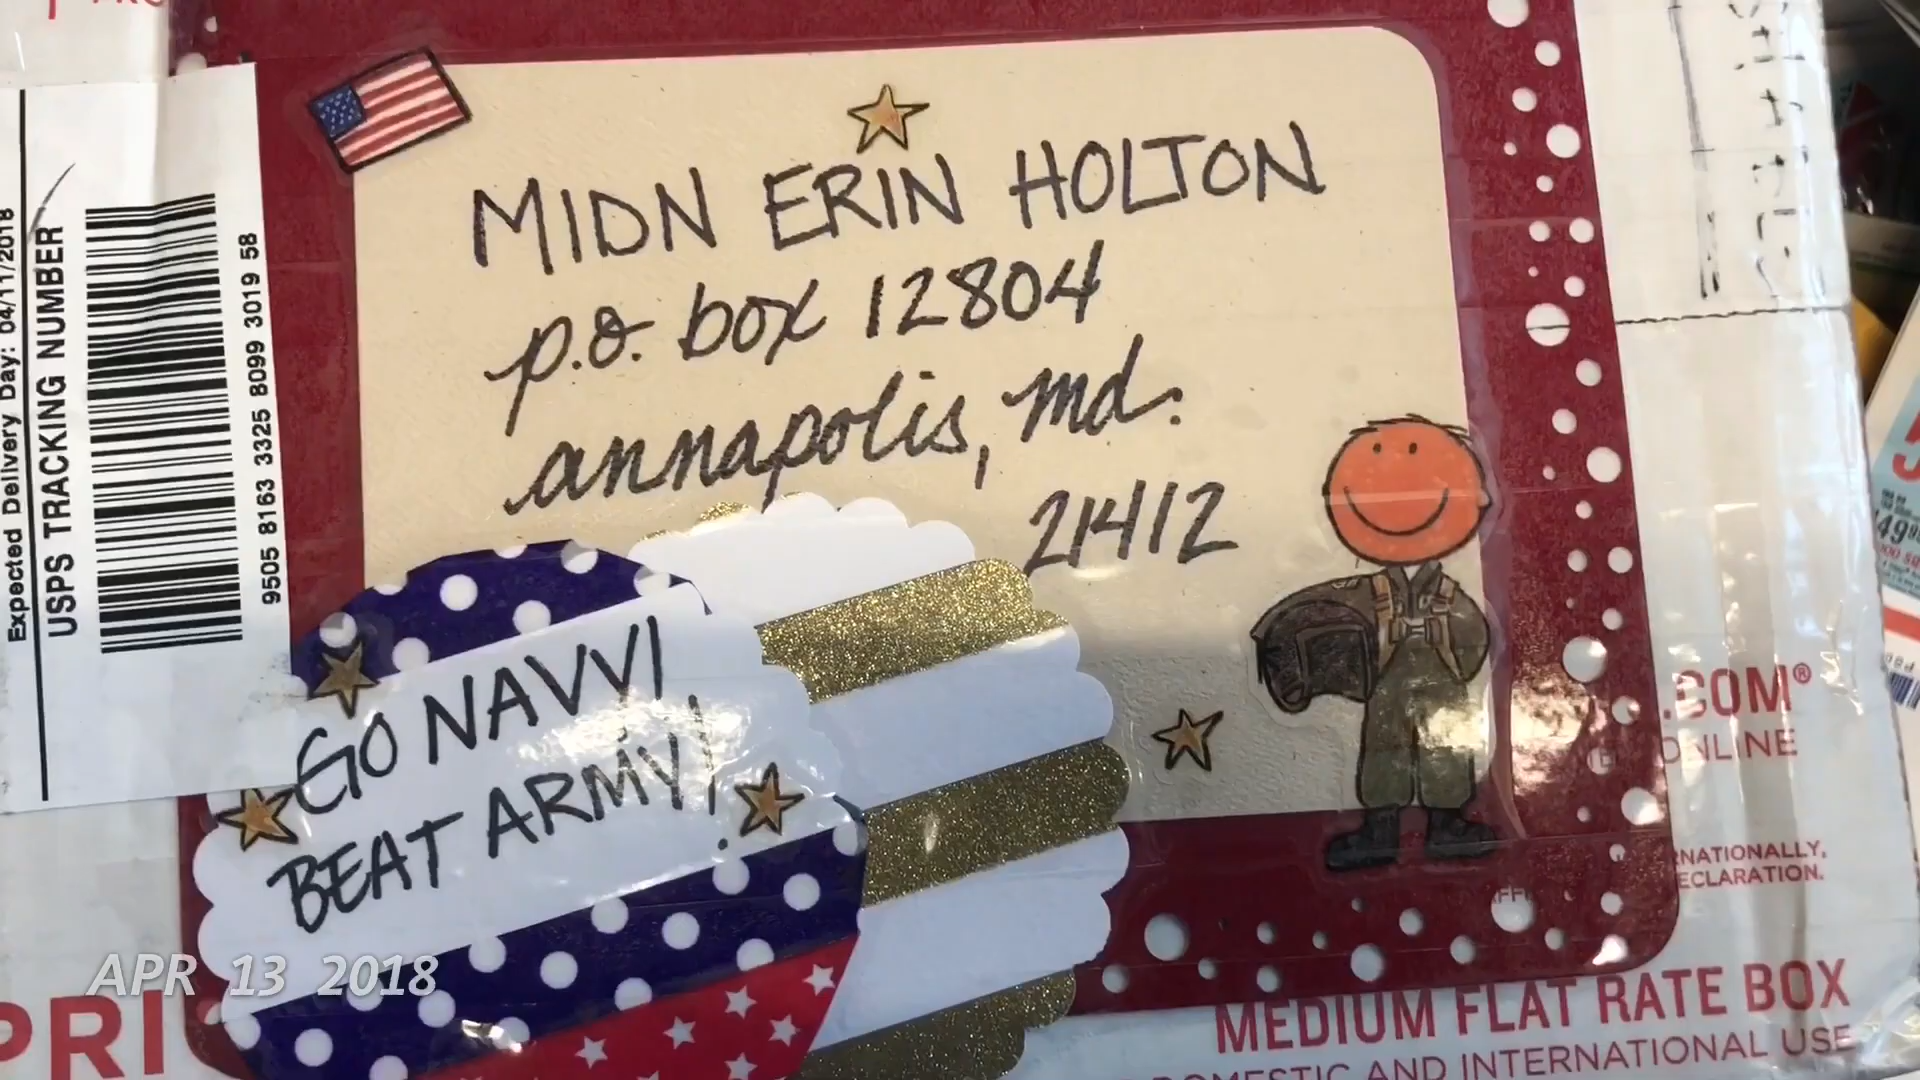 Expected Delivery Day: 04/11/2018
USPS TRACKING NUMBER
9505 8163 3325 8099 3019 58
MIDN ERIN HOLTON
p.o. box 12804
annapolis, md.
21412
GO NAVY!
BEAT ARMY!
.COM®
ONLINE
RNATIONALLY,
ECLARATION.
APR 13 2018
PRI
MEDIUM FLAT RATE BOX
DOMESTIC AND INTERNATIONAL USE